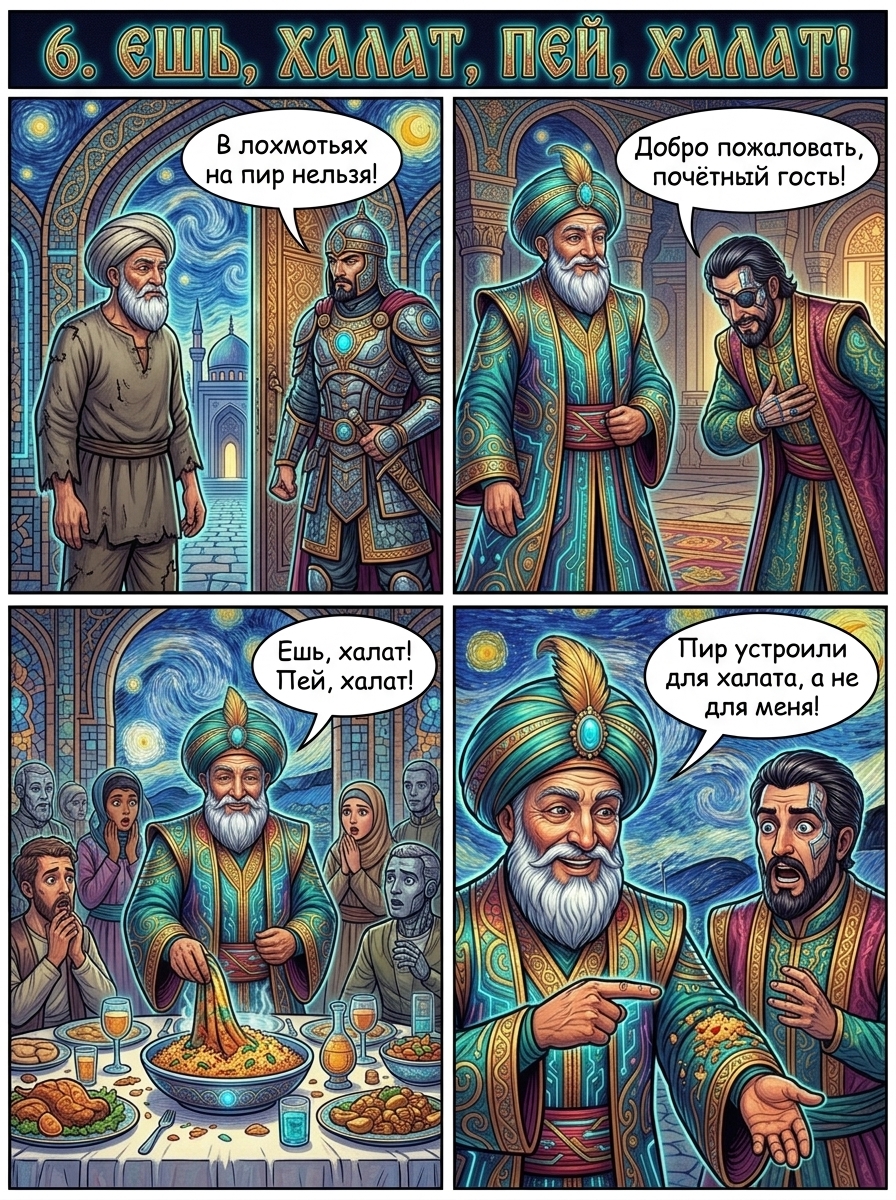 6. ЕШЬ, ХАЛАТ, ПЕЙ, ХАЛАТ!
В лохмотьях
на пир нельзя!
Добро пожаловать,
почётный гость!
Ешь, халат!
Пей, халат!
Пир устроили
для халата, а не
для меня!